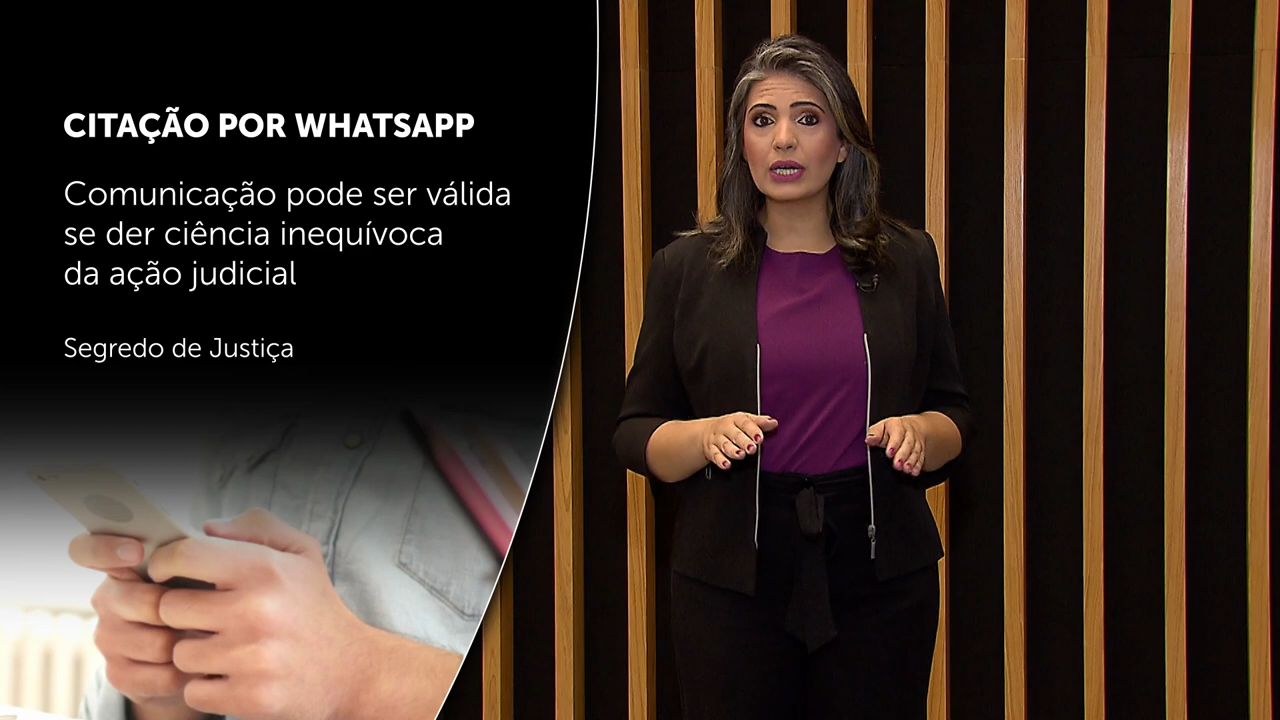 CITAÇÃO POR WHATSAPP
Comunicação pode ser válida
se der ciência inequívoca
da ação judicial
Segredo de Justiça